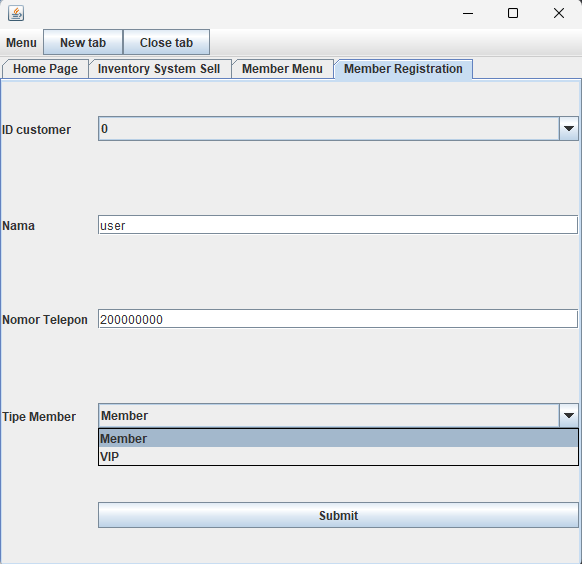 Menu New tab Close tab
Home Page Inventory System Sell Member Menu Member Registration
ID customer 0
Nama user
Nomor Telepon 200000000
Tipe Member Member
Member
VIP
Submit